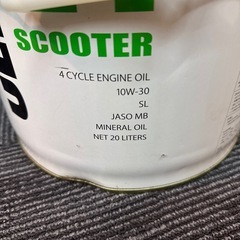 SCOOTER
4 CYCLE ENGINE OIL
10W-30
SL
JASO MB
MINERAL OIL
NET 20 LITERS